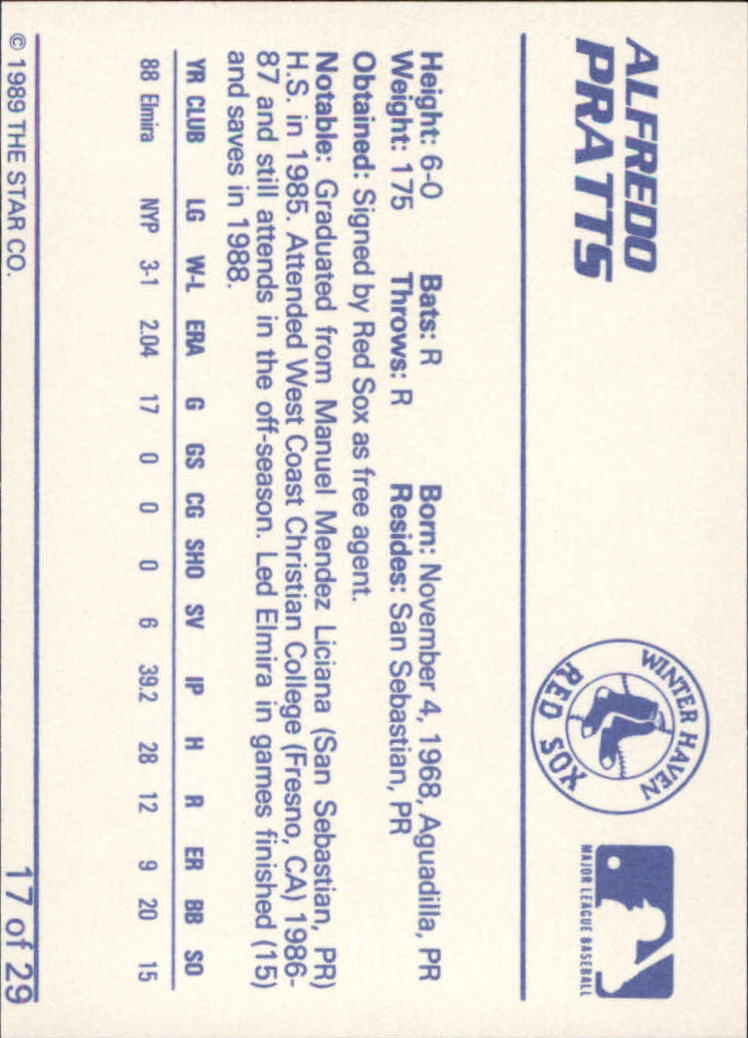 ALFREDO
PRATTS
WINTER HAVEN
RED SOX
MAJOR LEAGUE BASEBALL
Height: 6-0 Bats: R Born: November 4, 1968, Aguadilla, PR
Weight: 175 Throws: R Resides: San Sebastian, PR
Obtained: Signed by Red Sox as free agent.
Notable: Graduated from Manuel Mendez Liciana (San Sebastian, PR)
H.S. in 1985. Attended West Coast Christian College (Fresno, CA) 1986-
87 and still attends in the off-season. Led Elmira in games finished (15)
and saves in 1988.
YR CLUB LG W-L ERA G GS CG SHO SV IP H R ER BB SO
88 Elmira NYP 3-1 2.04 17 0 0 0 6 39.2 28 12 9 20 15
© 1989 THE STAR CO. 17 of 29